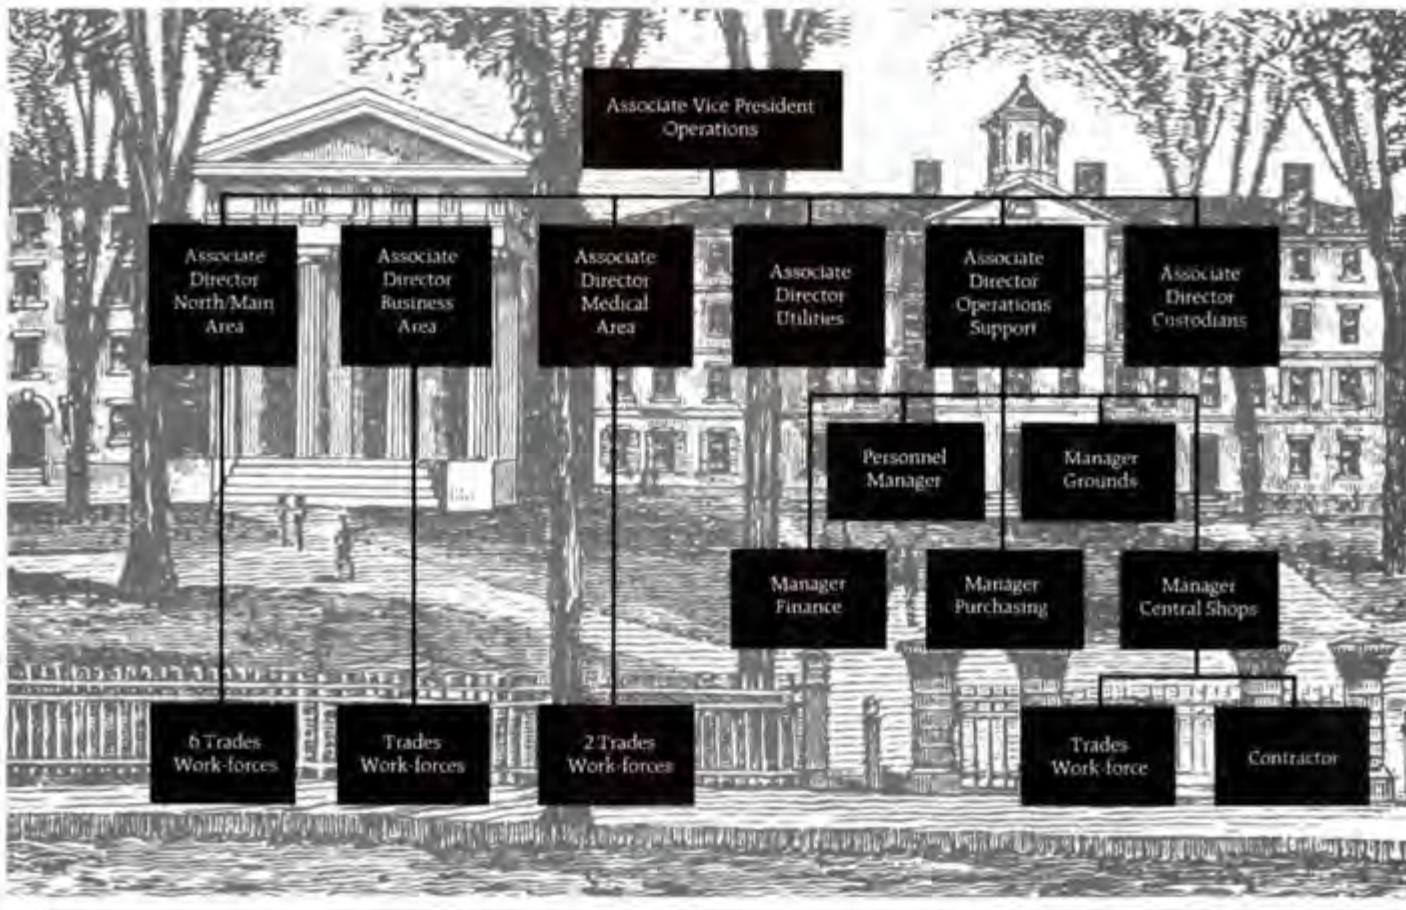 Associate Vice President
Operations
Associate
Director
North/Main
Area
Associate
Director
Business
Area
Associate
Director
Medical
Area
Associate
Director
Utilities
Associate
Director
Operations
Support
Associate
Director
Custodians
Personnel
Manager
Manager
Grounds
Manager
Finance
Manager
Purchasing
Manager
Central Shops
6 Trades
Work-forces
Trades
Work-forces
2 Trades
Work-forces
Trades
Work-force
Contractor